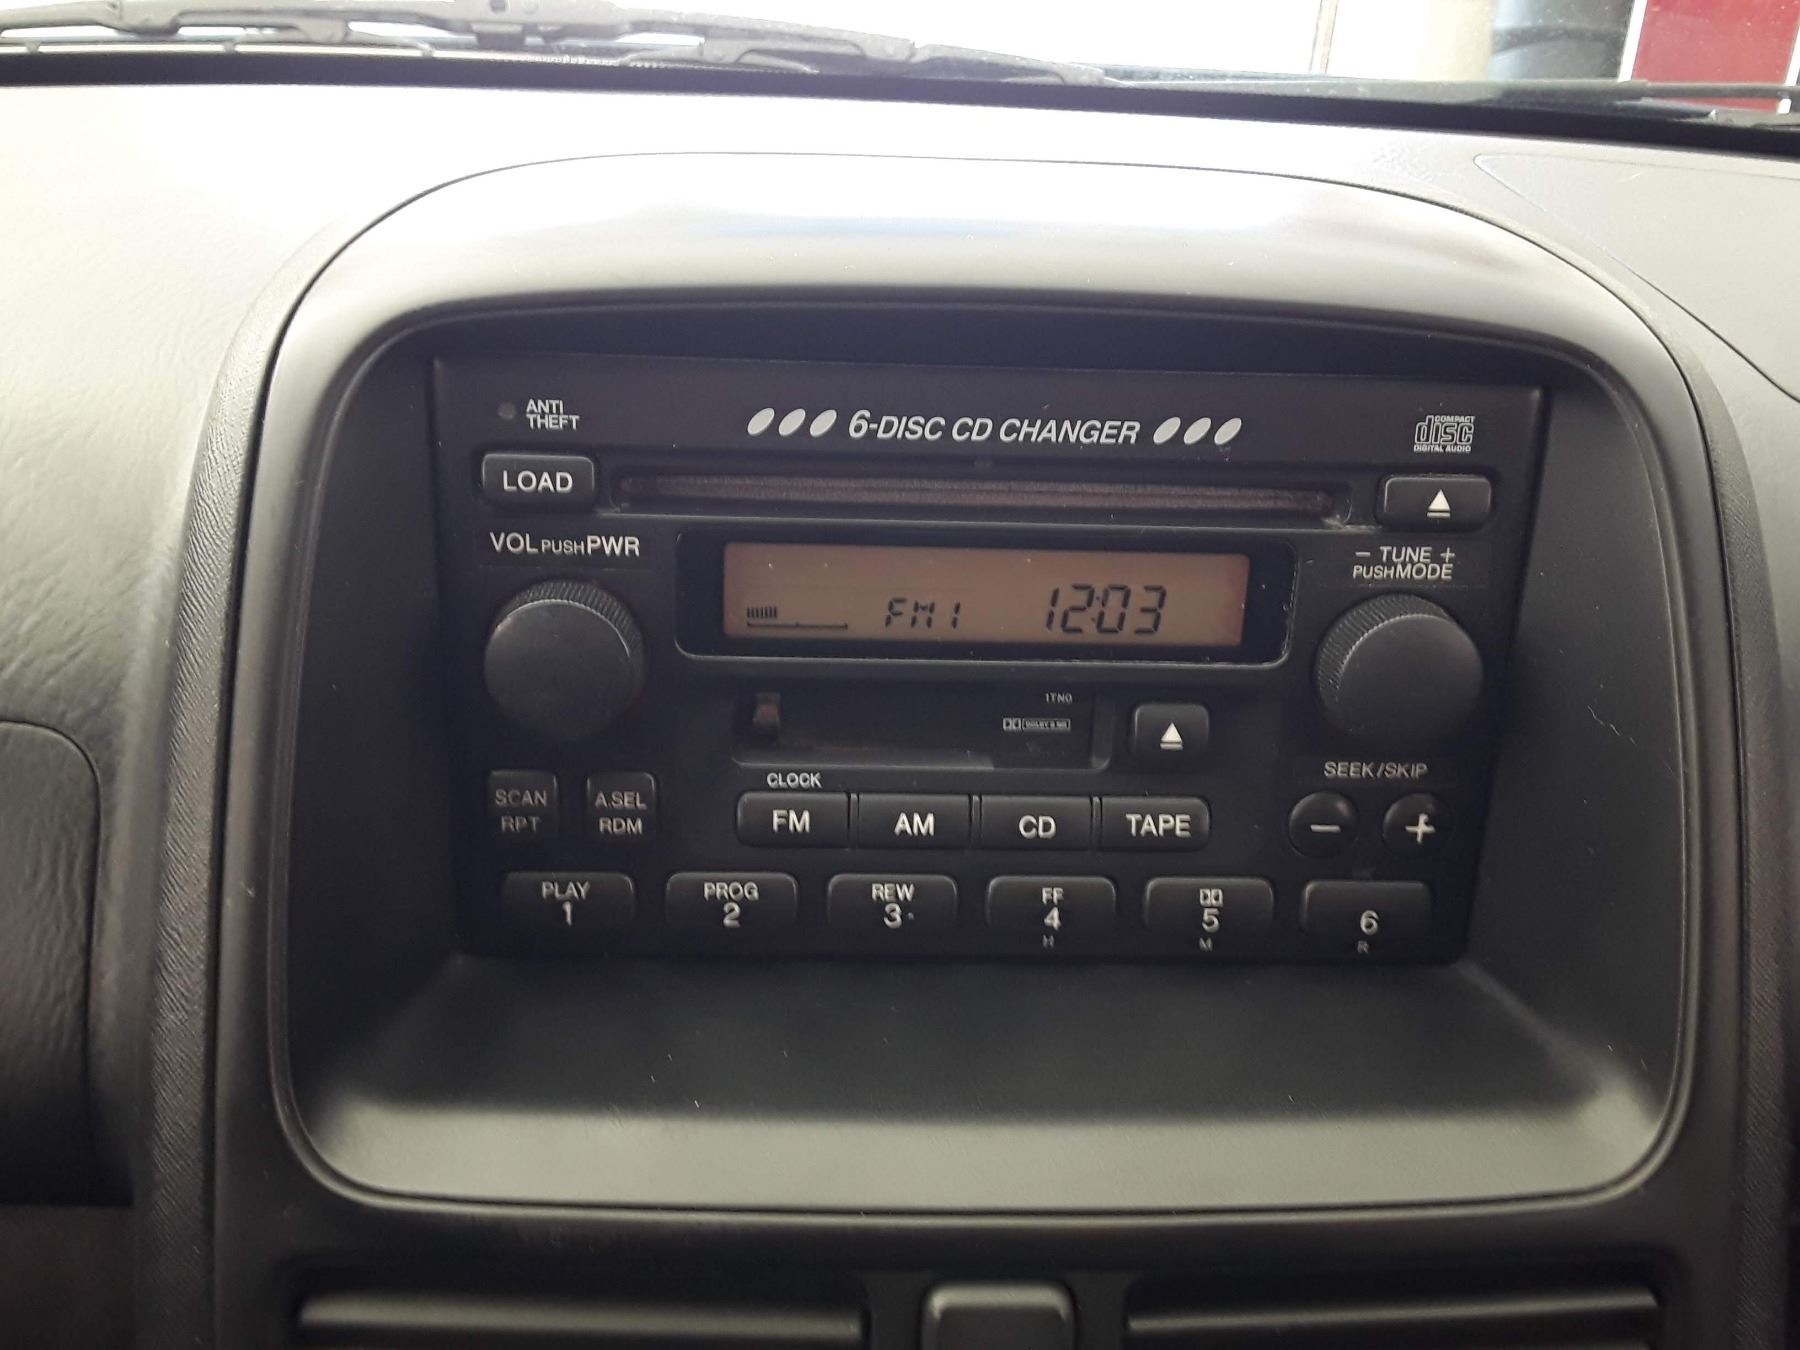 ANTI
THEFT
6-DISC CD CHANGER
COMPACT
disc
DIGITAL AUDIO
LOAD
VOL PUSH PWR
- TUNE +
PUSH MODE
FM1 12:03
1TN0
CLOCK
SEEK/SKIP
SCAN
RPT
A.SEL
RDM
FM
AM
CD
TAPE
- +
PLAY
1
PROG
2
REW
3
FF
4
H
5
M
6
R